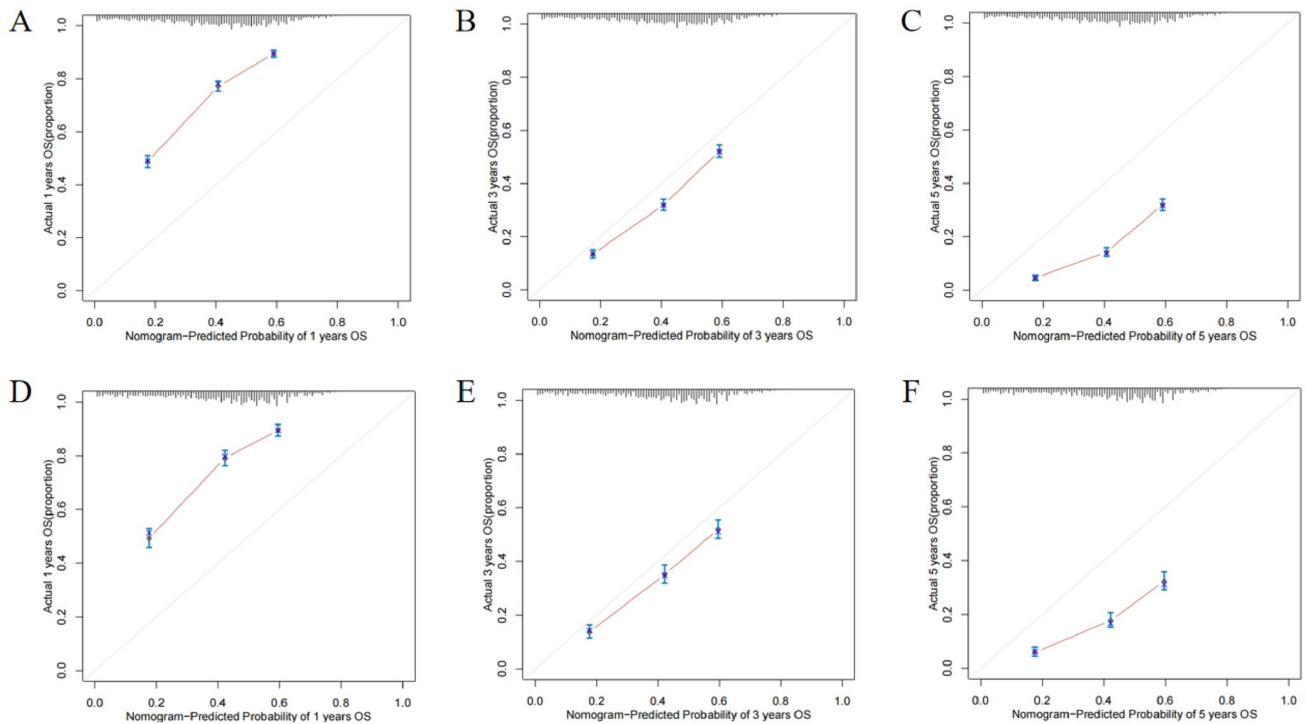 A
Actual 1 years OS(proportion)
1.0
0.8
0.6
0.4
0.2
0.0
0.0 0.2 0.4 0.6 0.8 1.0
Nomogram−Predicted Probability of 1 years OS
B
Actual 3 years OS(proportion)
1.0
0.8
0.6
0.4
0.2
0.0
0.0 0.2 0.4 0.6 0.8 1.0
Nomogram−Predicted Probability of 3 years OS
C
Actual 5 years OS(proportion)
1.0
0.8
0.6
0.4
0.2
0.0
0.0 0.2 0.4 0.6 0.8 1.0
Nomogram−Predicted Probability of 5 years OS
D
Actual 1 years OS(proportion)
1.0
0.8
0.6
0.4
0.2
0.0
0.0 0.2 0.4 0.6 0.8 1.0
Nomogram−Predicted Probability of 1 years OS
E
Actual 3 years OS(proportion)
1.0
0.8
0.6
0.4
0.2
0.0
0.0 0.2 0.4 0.6 0.8 1.0
Nomogram−Predicted Probability of 3 years OS
F
Actual 5 years OS(proportion)
1.0
0.8
0.6
0.4
0.2
0.0
0.0 0.2 0.4 0.6 0.8 1.0
Nomogram−Predicted Probability of 5 years OS